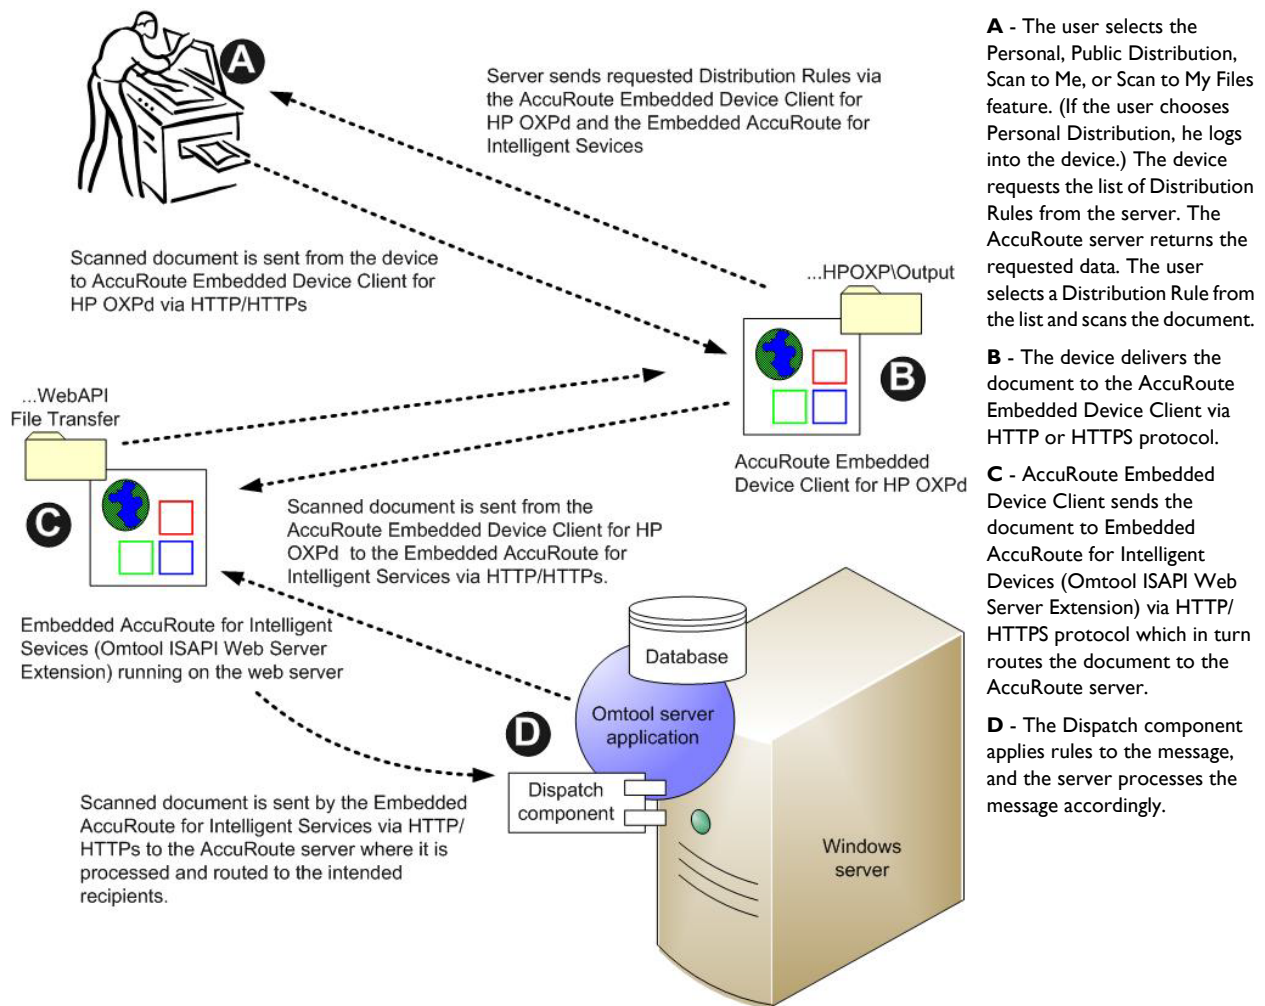 A
Server sends requested Distribution Rules via
the AccuRoute Embedded Device Client for
HP OXPd and the Embedded AccuRoute for
Intelligent Sevices
Scanned document is sent from the device
to AccuRoute Embedded Device Client for
HP OXPd via HTTP/HTTPs
...HPOXP\Output
B
AccuRoute Embedded
Device Client for HP OXPd
...WebAPI
File Transfer
C
Scanned document is sent from the
AccuRoute Embedded Device Client for HP
OXPd to the Embedded AccuRoute for
Intelligent Services via HTTP/HTTPs.
Embedded AccuRoute for Intelligent
Sevices (Omtool ISAPI Web Server
Extension) running on the web server
Database
Omtool server
application
D
Dispatch
component
Scanned document is sent by the Embedded
AccuRoute for Intelligent Services via HTTP/
HTTPs to the AccuRoute server where it is
processed and routed to the intended
recipients.
Windows
server
A - The user selects the
Personal, Public Distribution,
Scan to Me, or Scan to My Files
feature. (If the user chooses
Personal Distribution, he logs
into the device.) The device
requests the list of Distribution
Rules from the server. The
AccuRoute server returns the
requested data. The user
selects a Distribution Rule from
the list and scans the document.
B - The device delivers the
document to the AccuRoute
Embedded Device Client via
HTTP or HTTPS protocol.
C - AccuRoute Embedded
Device Client sends the
document to Embedded
AccuRoute for Intelligent
Devices (Omtool ISAPI Web
Server Extension) via HTTP/
HTTPS protocol which in turn
routes the document to the
AccuRoute server.
D - The Dispatch component
applies rules to the message,
and the server processes the
message accordingly.